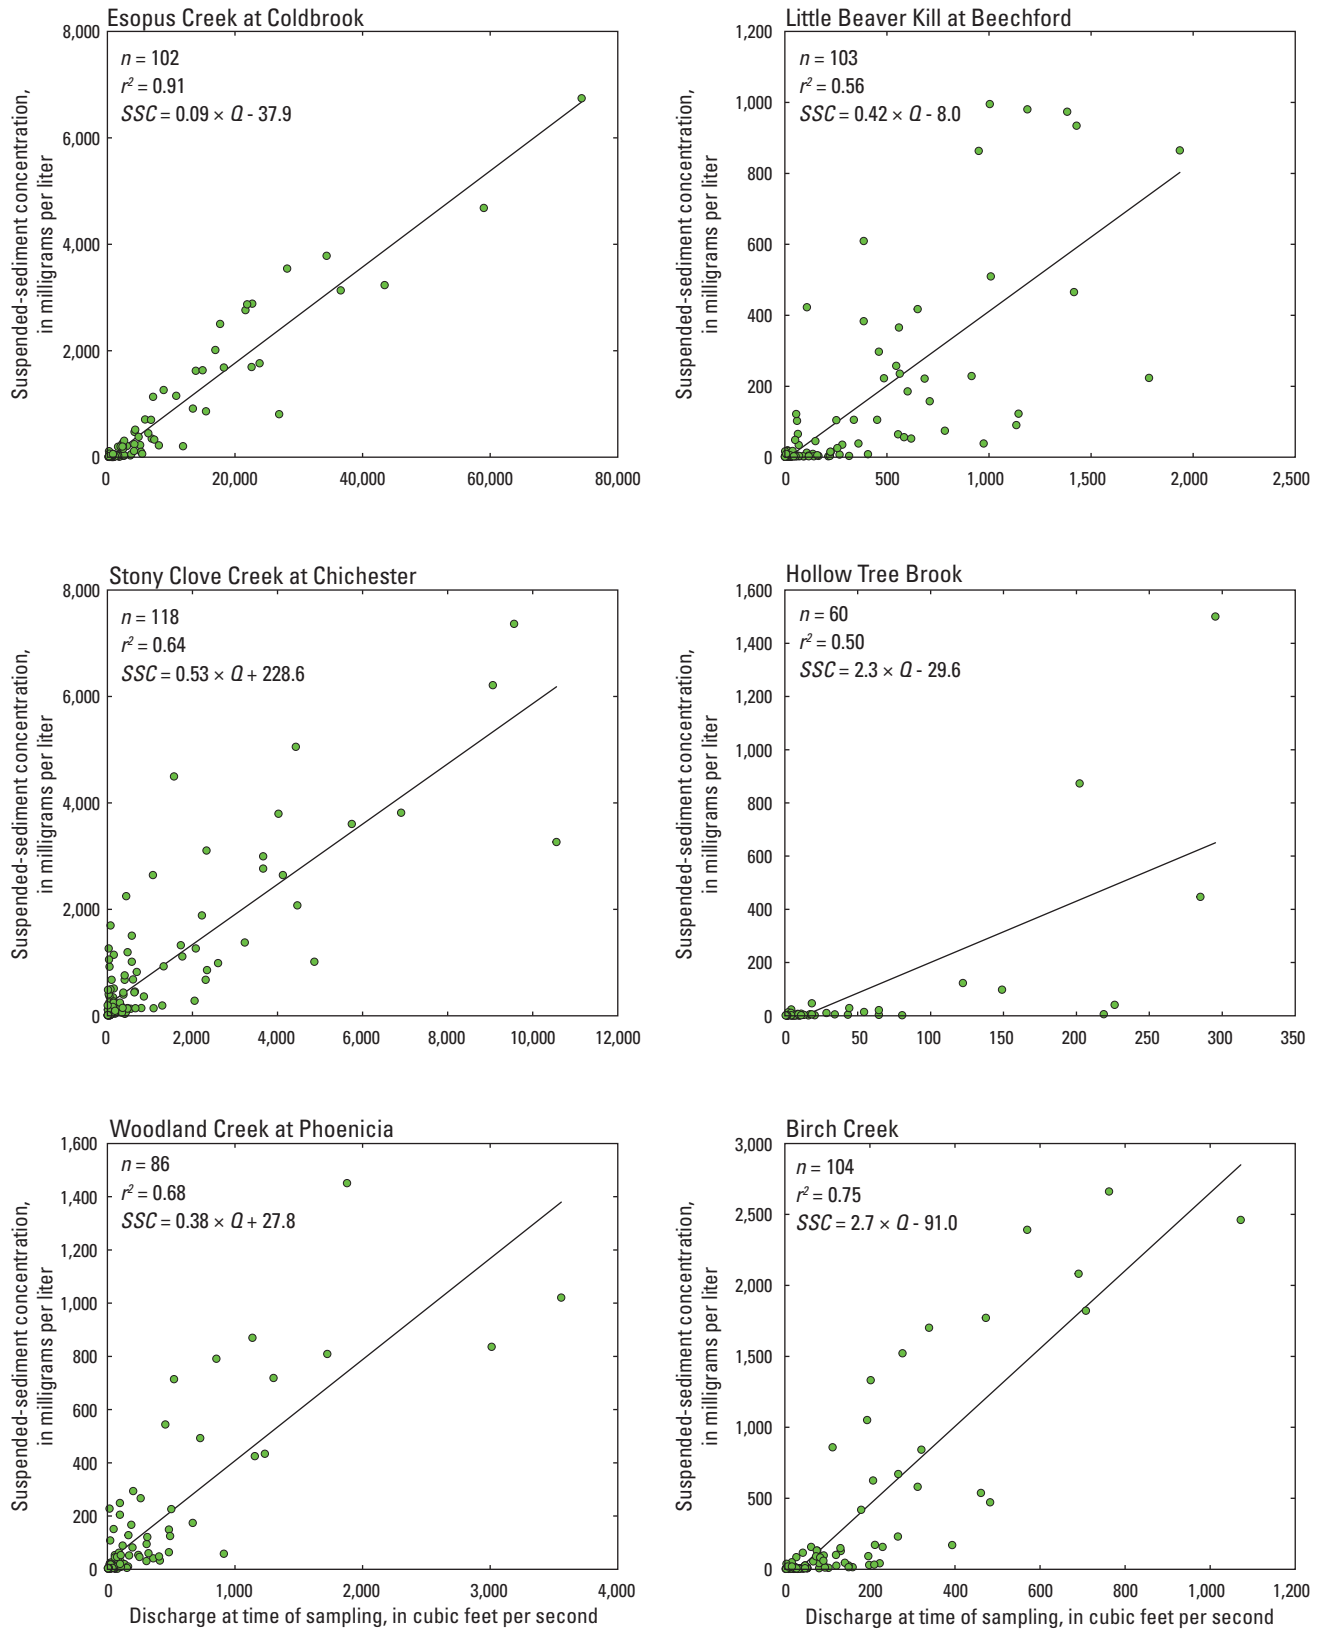 Esopus Creek at Coldbrook
8,000
n = 102
r² = 0.91
SSC = 0.09 × Q - 37.9
6,000
4,000
2,000
0
0 20,000 40,000 60,000 80,000
Suspended-sediment concentration,
in milligrams per liter
Little Beaver Kill at Beechford
1,200
n = 103
r² = 0.56
SSC = 0.42 × Q - 8.0
1,000
800
600
400
200
0
0 500 1,000 1,500 2,000 2,500
Suspended-sediment concentration,
in milligrams per liter
Stony Clove Creek at Chichester
8,000
n = 118
r² = 0.64
SSC = 0.53 × Q + 228.6
6,000
4,000
2,000
0
0 2,000 4,000 6,000 8,000 10,000 12,000
Suspended-sediment concentration,
in milligrams per liter
Hollow Tree Brook
1,600
n = 60
r² = 0.50
SSC = 2.3 × Q - 29.6
1,400
1,200
1,000
800
600
400
200
0
0 50 100 150 200 250 300 350
Suspended-sediment concentration,
in milligrams per liter
Woodland Creek at Phoenicia
1,600
n = 86
r² = 0.68
SSC = 0.38 × Q + 27.8
1,400
1,200
1,000
800
600
400
200
0
0 1,000 2,000 3,000 4,000
Suspended-sediment concentration,
in milligrams per liter
Discharge at time of sampling, in cubic feet per second
Birch Creek
3,000
n = 104
r² = 0.75
SSC = 2.7 × Q - 91.0
2,500
2,000
1,500
1,000
500
0
0 200 400 600 800 1,000 1,200
Suspended-sediment concentration,
in milligrams per liter
Discharge at time of sampling, in cubic feet per second